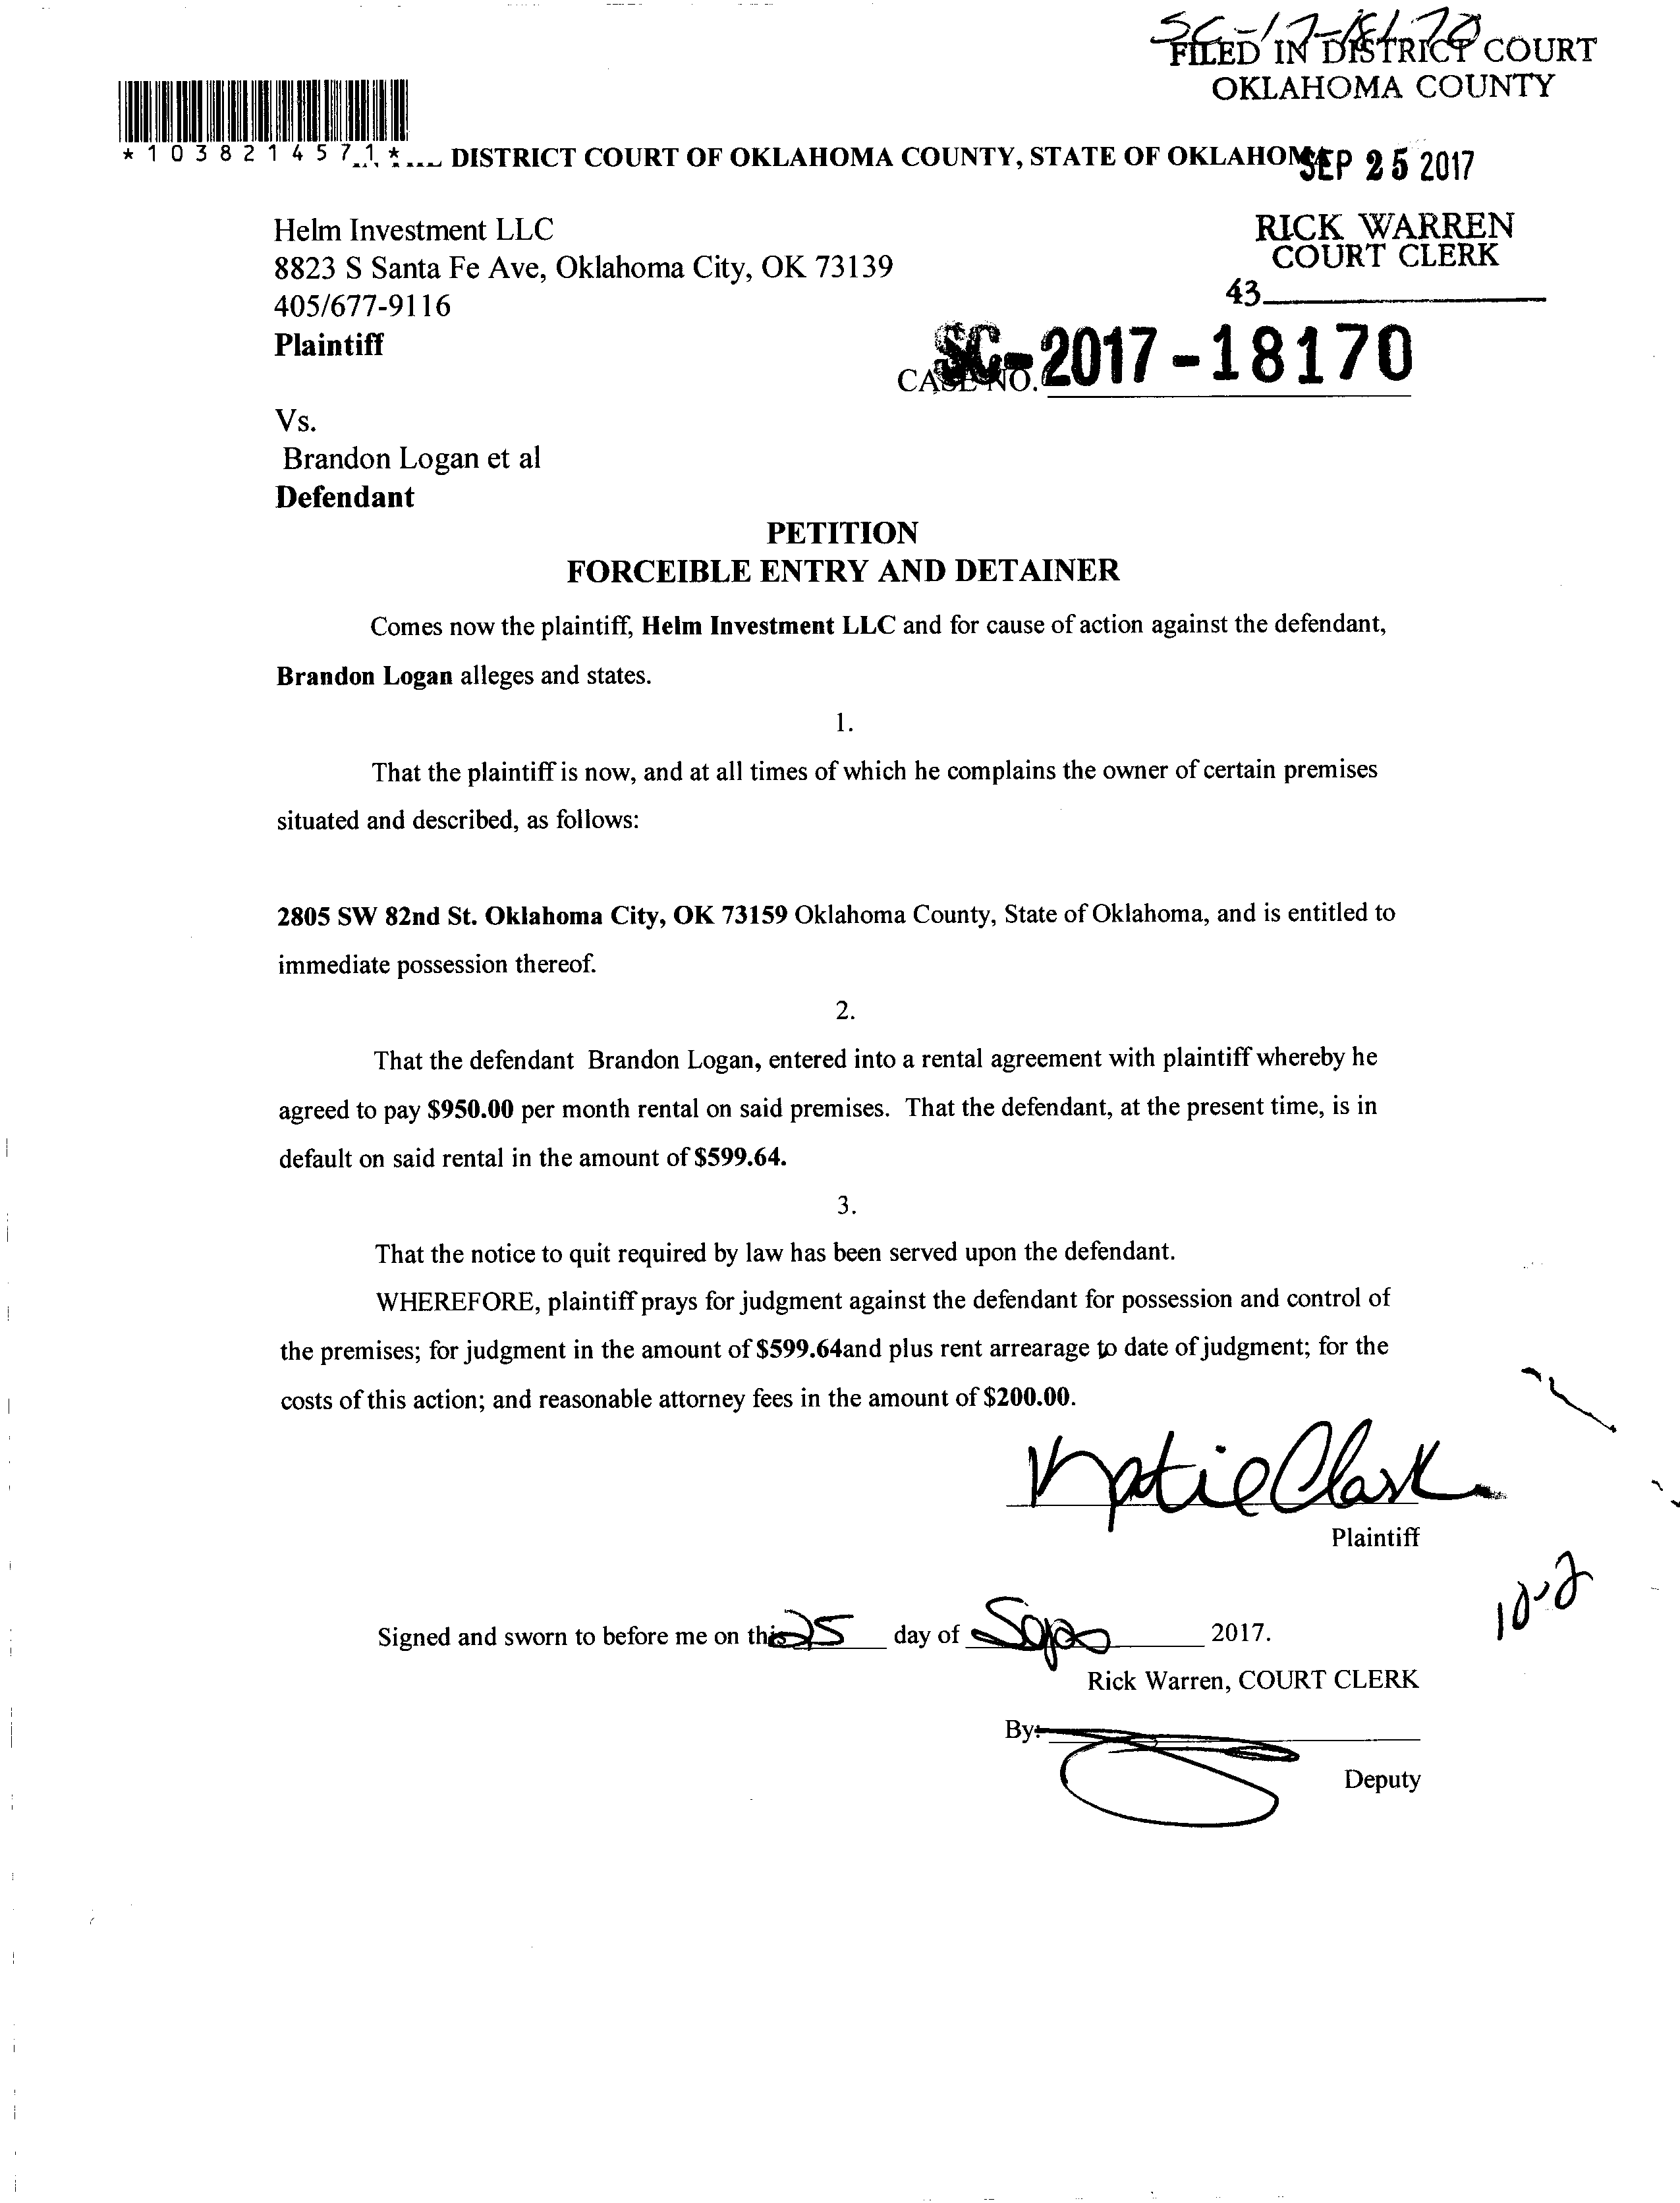 SC-17-18170
FILED IN DISTRICT COURT
OKLAHOMA COUNTY
*1038214571*
DISTRICT COURT OF OKLAHOMA COUNTY, STATE OF OKLAHOMA
SEP 25 2017
Helm Investment LLC
8823 S Santa Fe Ave, Oklahoma City, OK 73139
405/677-9116
Plaintiff
RICK WARREN
COURT CLERK
43
CASE NO. SC-2017-18170
Vs.
Brandon Logan et al
Defendant
PETITION
FORCEIBLE ENTRY AND DETAINER
Comes now the plaintiff, Helm Investment LLC and for cause of action against the defendant,
Brandon Logan alleges and states.
1.
That the plaintiff is now, and at all times of which he complains the owner of certain premises
situated and described, as follows:
2805 SW 82nd St. Oklahoma City, OK 73159 Oklahoma County, State of Oklahoma, and is entitled to
immediate possession thereof.
2.
That the defendant Brandon Logan, entered into a rental agreement with plaintiff whereby he
agreed to pay $950.00 per month rental on said premises. That the defendant, at the present time, is in
default on said rental in the amount of $599.64.
3.
That the notice to quit required by law has been served upon the defendant.
WHEREFORE, plaintiff prays for judgment against the defendant for possession and control of
the premises; for judgment in the amount of $599.64and plus rent arrearage to date of judgment; for the
costs of this action; and reasonable attorney fees in the amount of $200.00.
Katie Clark
Plaintiff
10-2
Signed and sworn to before me on this 25 day of 2017.
Rick Warren, COURT CLERK
By:
Deputy